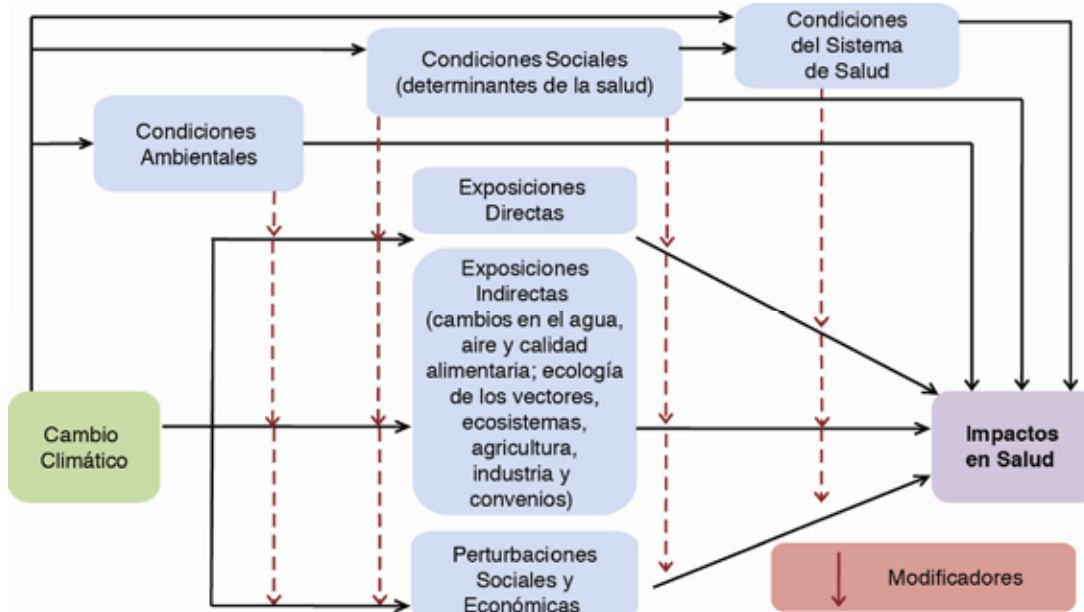 Condiciones
del Sistema
de Salud
Condiciones Sociales
(determinantes de la salud)
Condiciones
Ambientales
Exposiciones
Directas
Exposiciones
Indirectas
(cambios en el agua,
aire y calidad
alimentaria; ecología
de los vectores,
ecosistemas,
agricultura,
industria y
convenios)
Cambio
Climático
Impactos
en Salud
Perturbaciones
Sociales y
Económicas
Modificadores